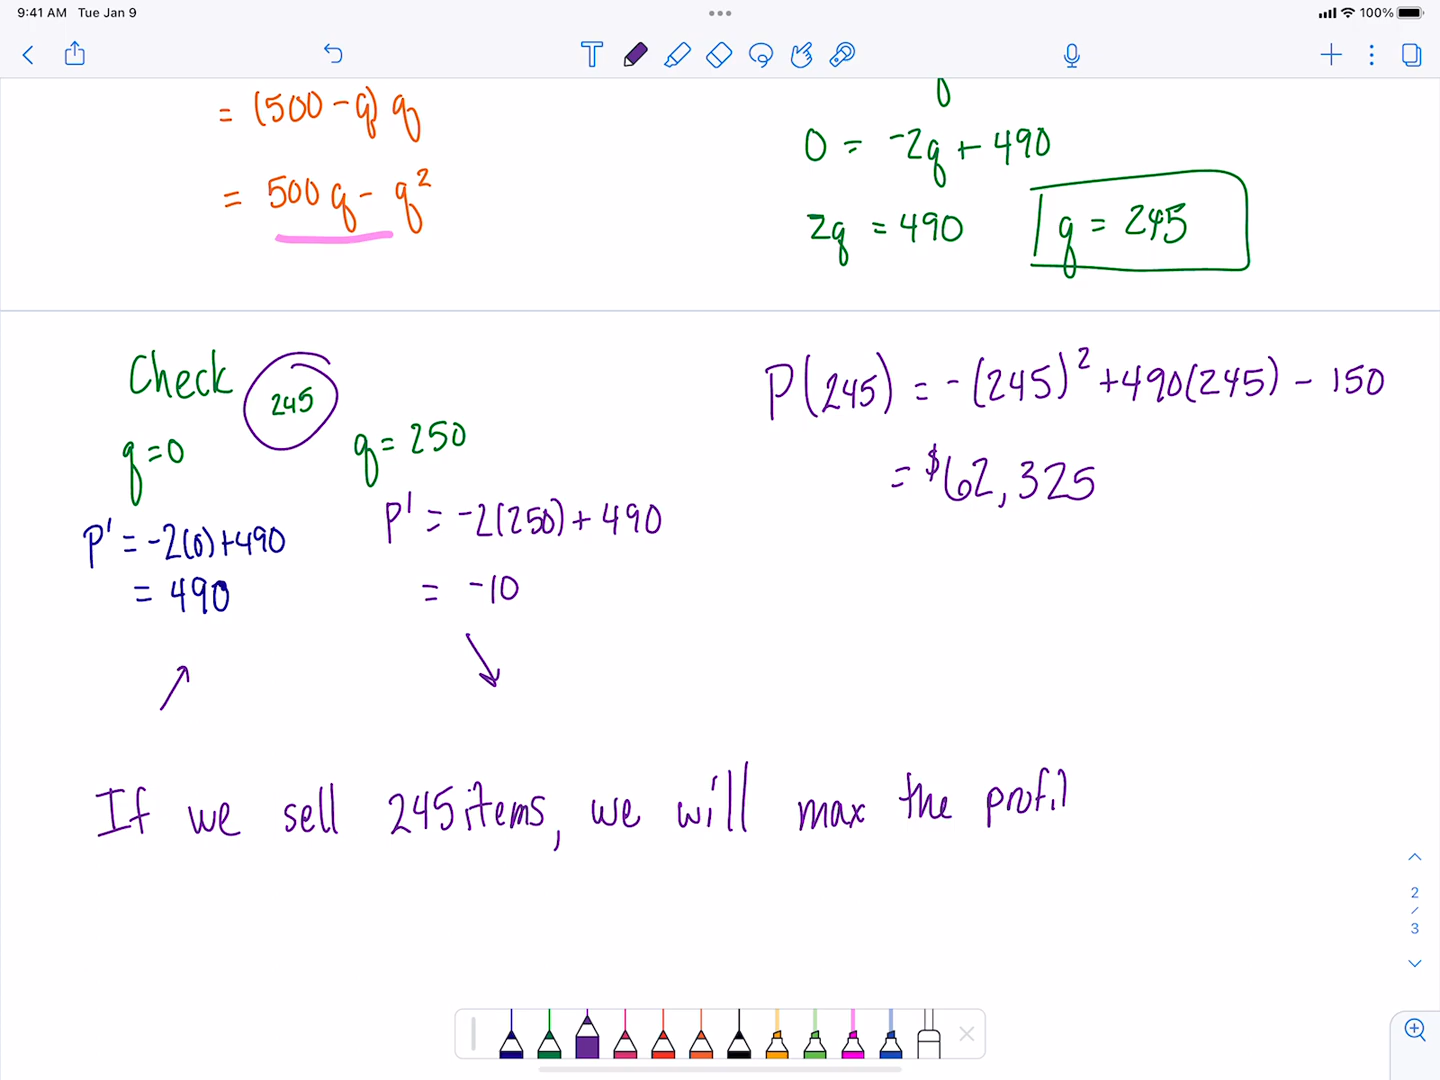 9:41 AM Tue Jan 9
100%
= (500 - q) q
= 500q - q²
0
0 = -2q + 490
2q = 490
q = 245
Check
245
q = 0
q = 250
P' = -2(0) + 490
= 490
P' = -2(250) + 490
= -10
P(245) = -(245)² + 490(245) - 150
= $62,325
If we sell 245 items, we will max the profit
2
/
3